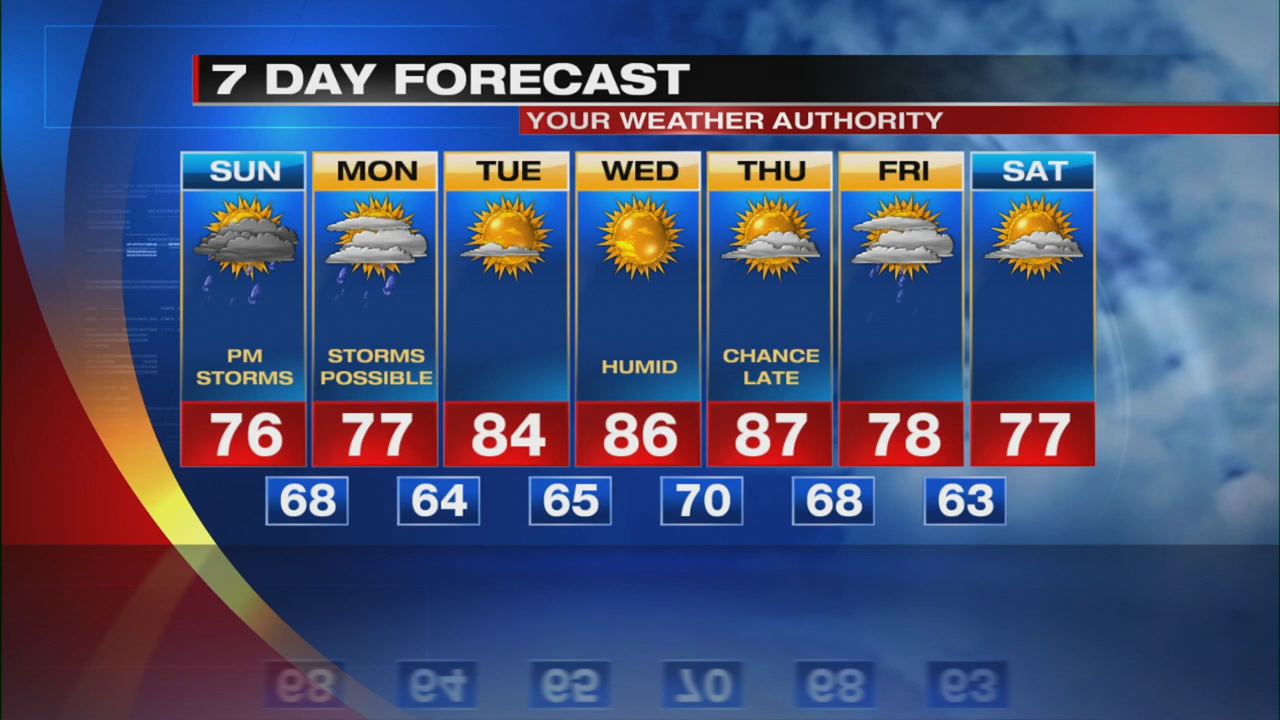 7 DAY FORECAST
YOUR WEATHER AUTHORITY
SUN MON TUE WED THU FRI SAT
PM
STORMS
STORMS
POSSIBLE
HUMID
CHANCE
LATE
76 77 84 86 87 78 77
68 64 65 70 68 63